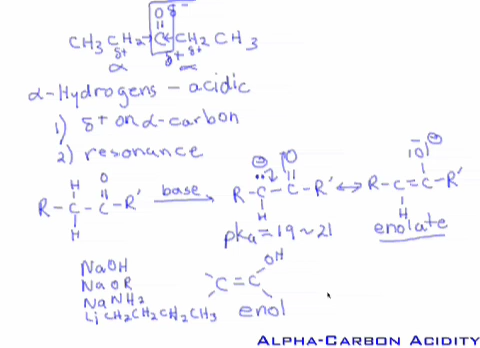 O δ-
||
CH3CH2-C-CH2CH3
δ+ δ+ δ+
α α
α-Hydrogens - acidic
1) δ+ on α-carbon
2) resonance
H O
R-C-C-R' base R-C-C-R' ↔ R-C=C-R'
H H H
pka = 19~21 enolate
NaOH
NaOR
NaNH2
LiCH2CH2CH2CH3
C=C OH
enol
ALPHA-CARBON ACIDITY